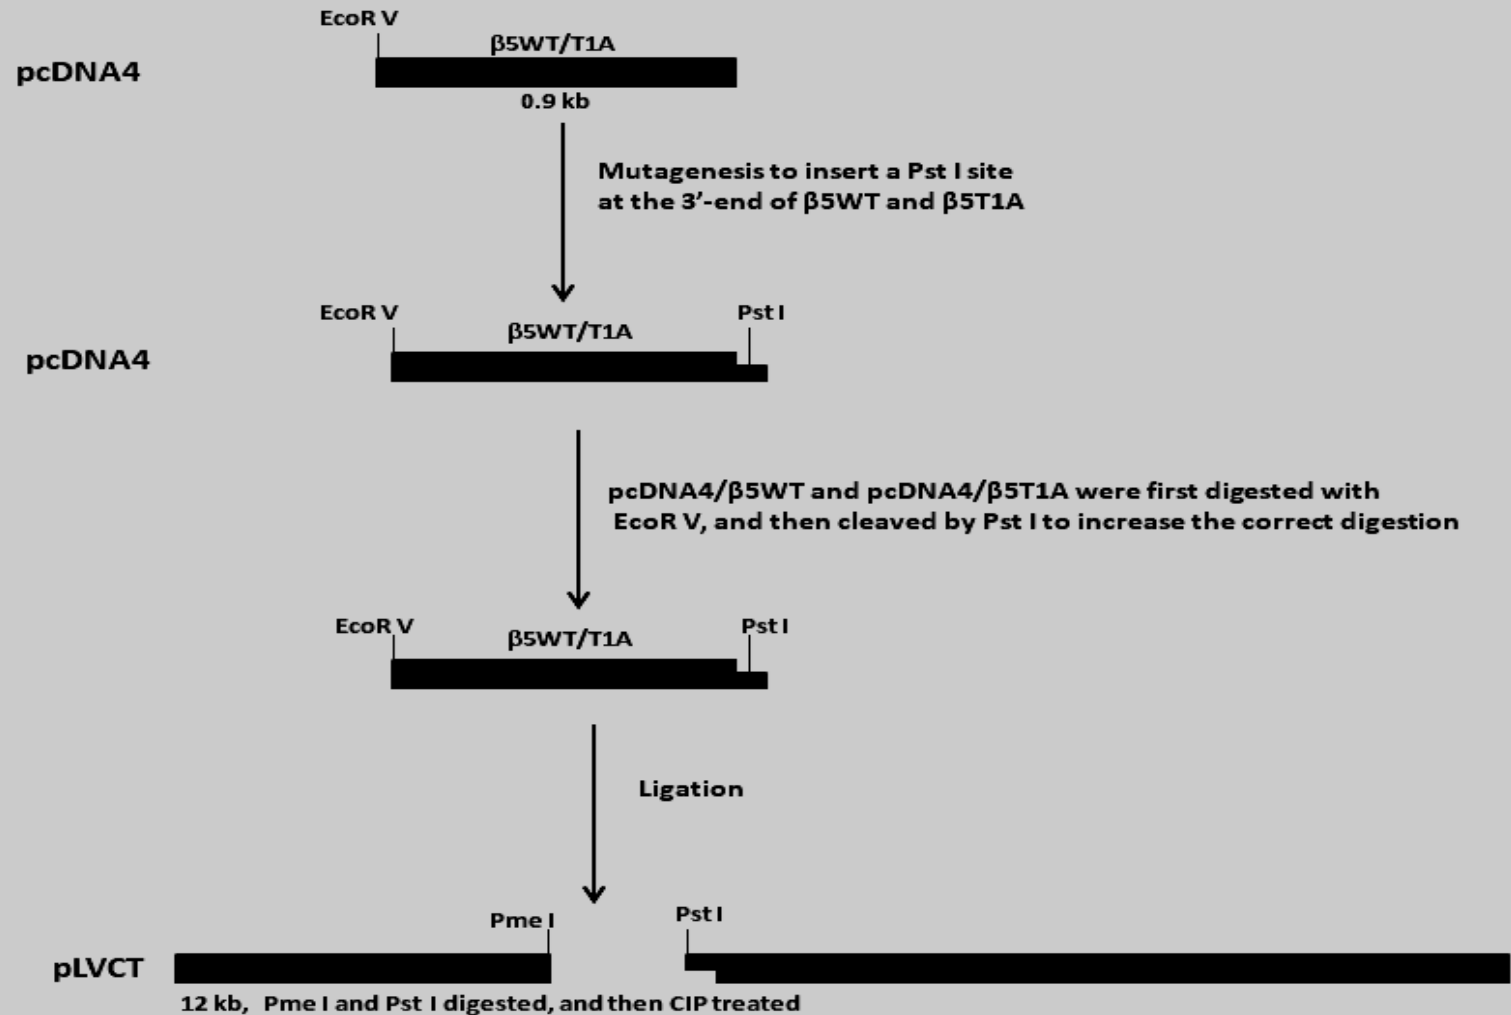 EcoR V
β5WT/T1A
pcDNA4
0.9 kb
Mutagenesis to insert a Pst I site
at the 3'-end of β5WT and β5T1A
EcoR V
β5WT/T1A
Pst I
pcDNA4
pcDNA4/β5WT and pcDNA4/β5T1A were first digested with
EcoR V, and then cleaved by Pst I to increase the correct digestion
EcoR V
β5WT/T1A
Pst I
Ligation
Pme I
Pst I
pLVCT
12 kb, Pme I and Pst I digested, and then CIP treated